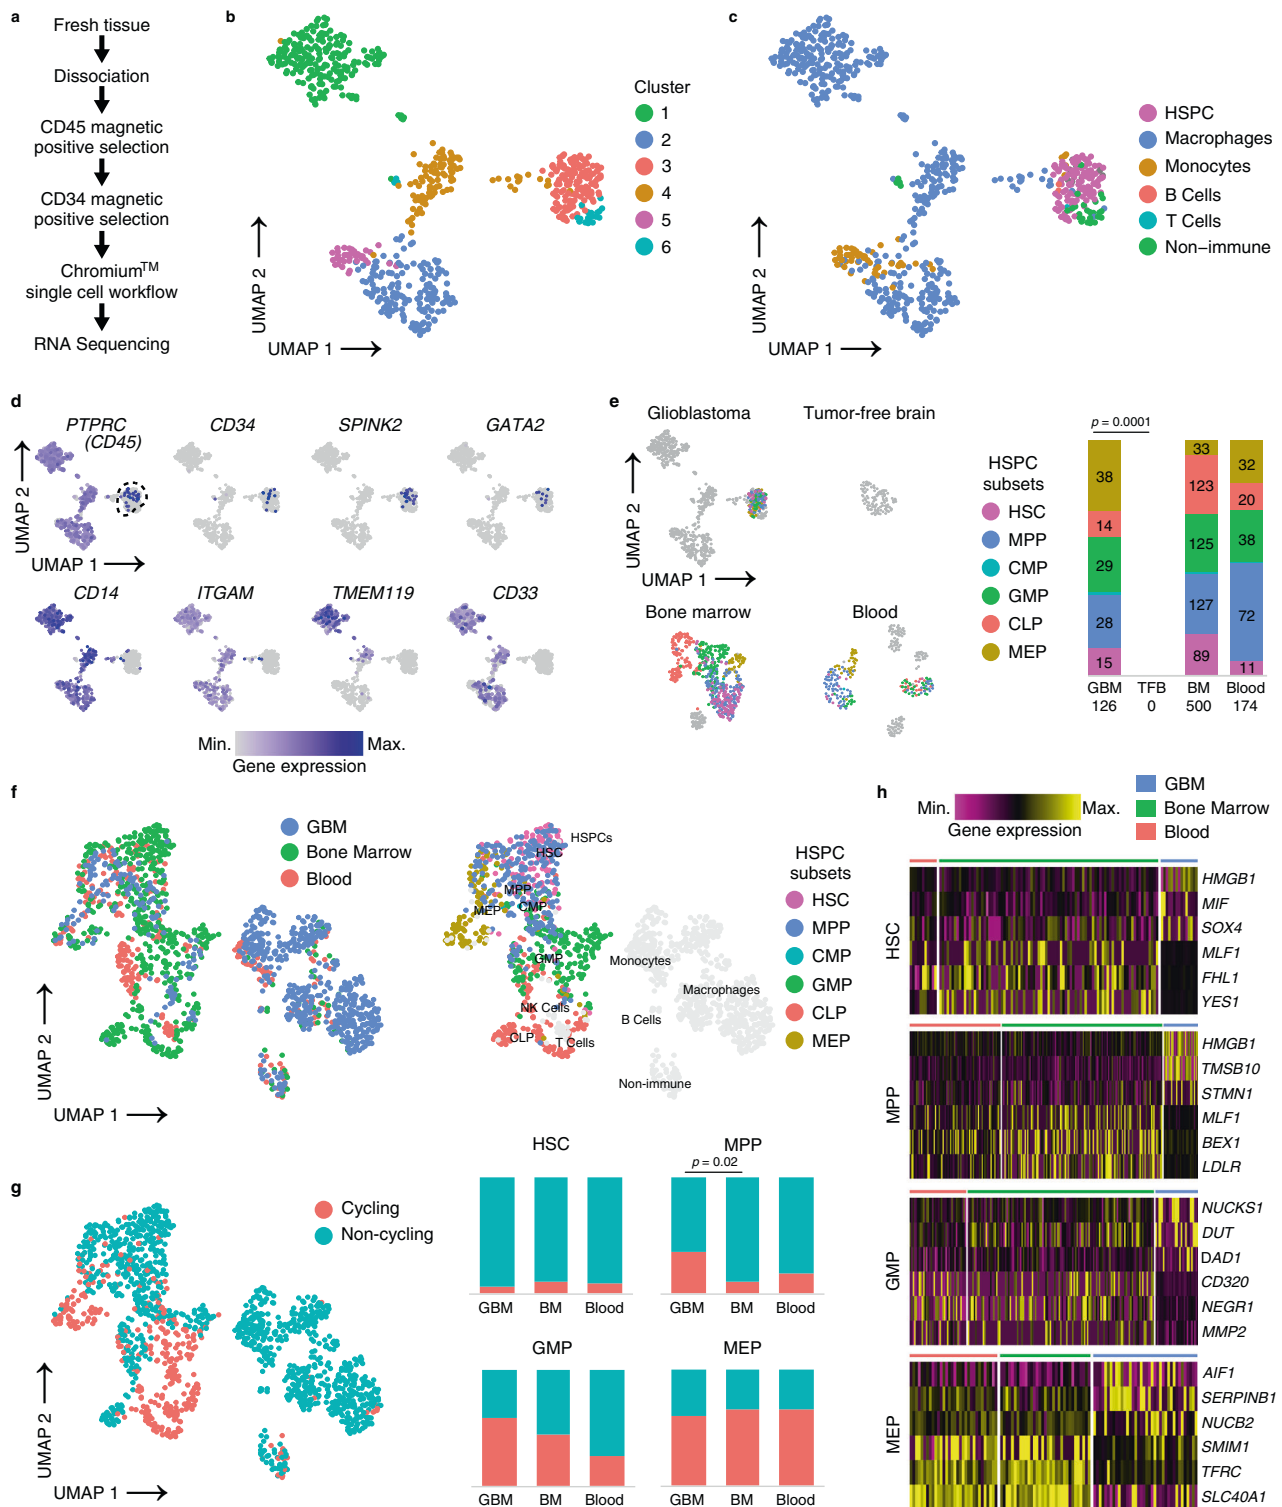 a
Fresh tissue
Dissociation
CD45 magnetic
positive selection
CD34 magnetic
positive selection
Chromium™
single cell workflow
RNA Sequencing
b
Cluster
1
2
3
4
5
6
UMAP 2
UMAP 1
c
HSPC
Macrophages
Monocytes
B Cells
T Cells
Non–immune
UMAP 2
UMAP 1
d
PTPRC
(CD45)
CD34
SPINK2
GATA2
UMAP 2
UMAP 1
CD14
ITGAM
TMEM119
CD33
Min.
Max.
Gene expression
e
Glioblastoma
Tumor-free brain
UMAP 2
UMAP 1
Bone marrow
Blood
HSPC
subsets
HSC
MPP
CMP
GMP
CLP
MEP
p = 0.0001
38
14
29
28
15
33
123
125
127
89
32
20
38
72
11
GBM TFB BM Blood
126 0 500 174
f
GBM
Bone Marrow
Blood
UMAP 2
UMAP 1
HSPCs
HSC
MPP
MEP
CMP
GMP
Monocytes
Macrophages
NK Cells
B Cells
CLP
T Cells
Non-immune
HSPC
subsets
HSC
MPP
CMP
GMP
CLP
MEP
g
Cycling
Non-cycling
UMAP 2
UMAP 1
HSC
GBM BM Blood
MPP
p = 0.02
GBM BM Blood
GMP
GBM BM Blood
MEP
GBM BM Blood
h
Min.
Max.
Gene expression
GBM
Bone Marrow
Blood
HSC
HMGB1
MIF
SOX4
MLF1
FHL1
YES1
MPP
HMGB1
TMSB10
STMN1
MLF1
BEX1
LDLR
GMP
NUCKS1
DUT
DAD1
CD320
NEGR1
MMP2
MEP
AIF1
SERPINB1
NUCB2
SMIM1
TFRC
SLC40A1